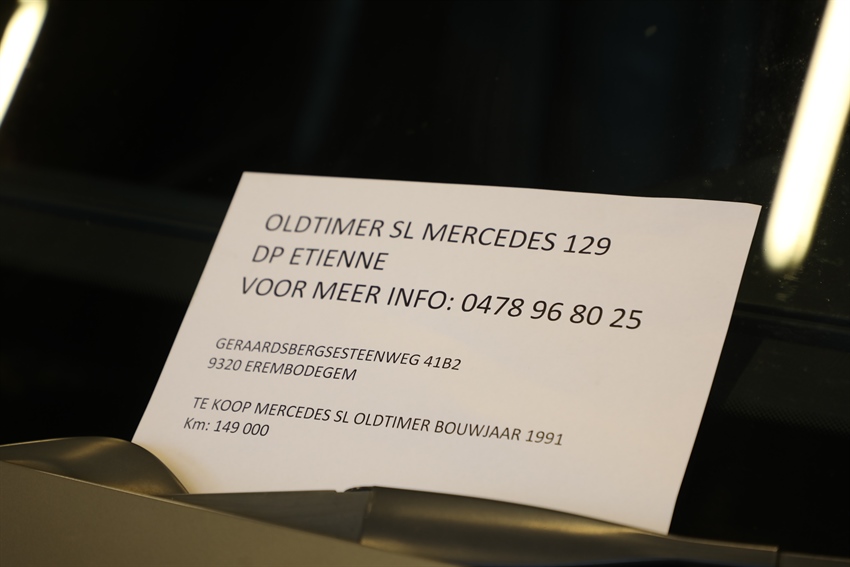 OLDTIMER SL MERCEDES 129
DP ETIENNE
VOOR MEER INFO: 0478 96 80 25
GERAARDSBERGSESTEENWEG 41B2
9320 EREMBODEGEM
TE KOOP MERCEDES SL OLDTIMER BOUWJAAR 1991
Km: 149 000